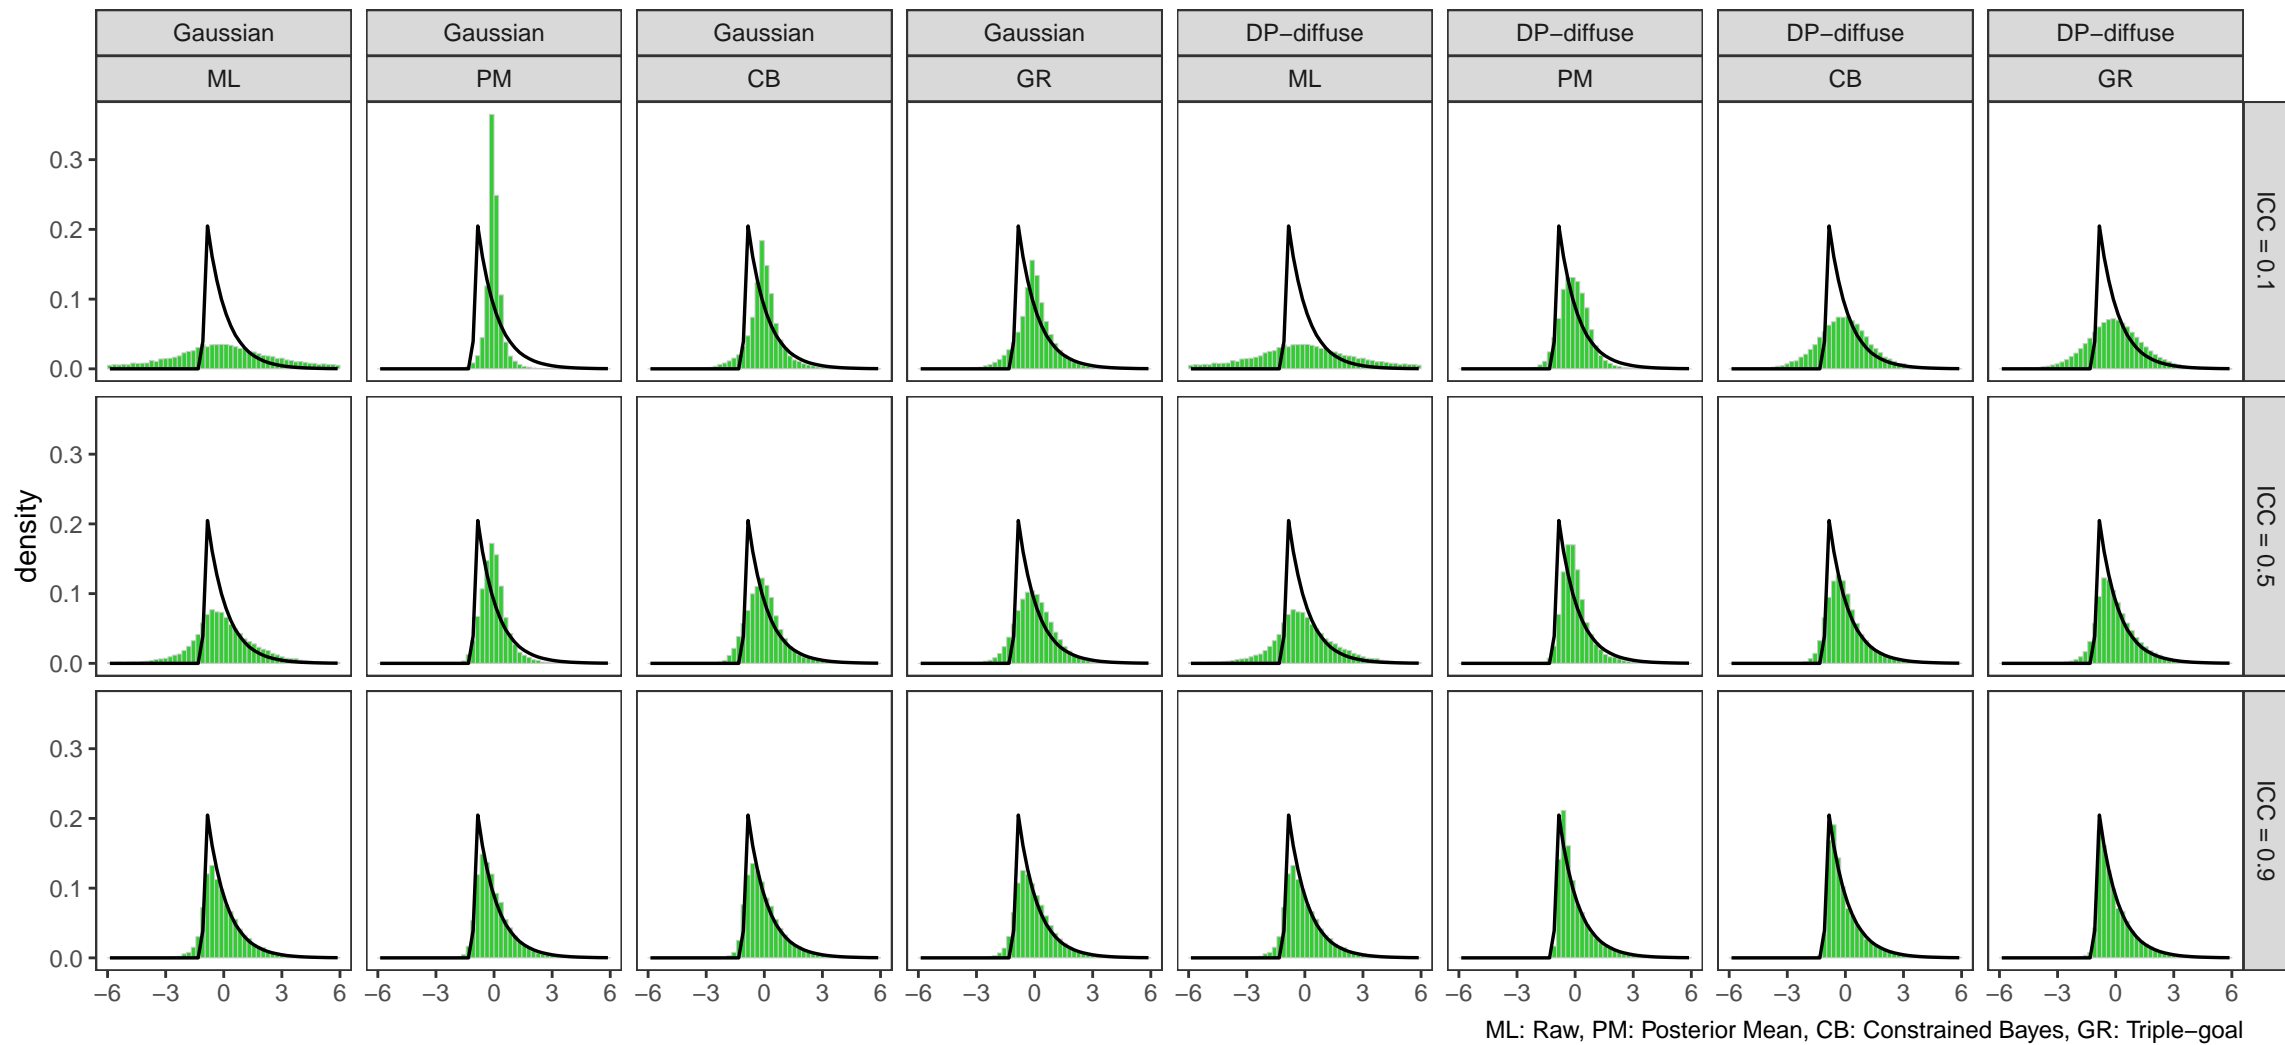 Gaussian Gaussian Gaussian Gaussian DP−diffuse DP−diffuse DP−diffuse DP−diffuse
ML PM CB GR ML PM CB GR
0.3
0.2
0.1
0.0
ICC = 0.1
0.3
0.2
0.1
0.0
ICC = 0.5
density
0.3
0.2
0.1
0.0
ICC = 0.9
−6 −3 0 3 6 −6 −3 0 3 6 −6 −3 0 3 6 −6 −3 0 3 6 −6 −3 0 3 6 −6 −3 0 3 6 −6 −3 0 3 6 −6 −3 0 3 6
ML: Raw, PM: Posterior Mean, CB: Constrained Bayes, GR: Triple−goal